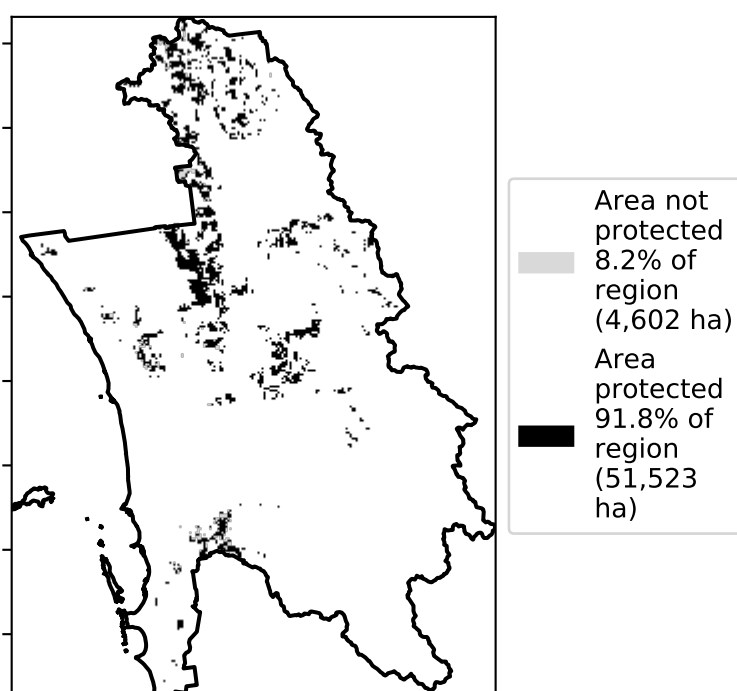 Area not
protected
8.2% of
region
(4,602 ha)
Area
protected
91.8% of
region
(51,523
ha)